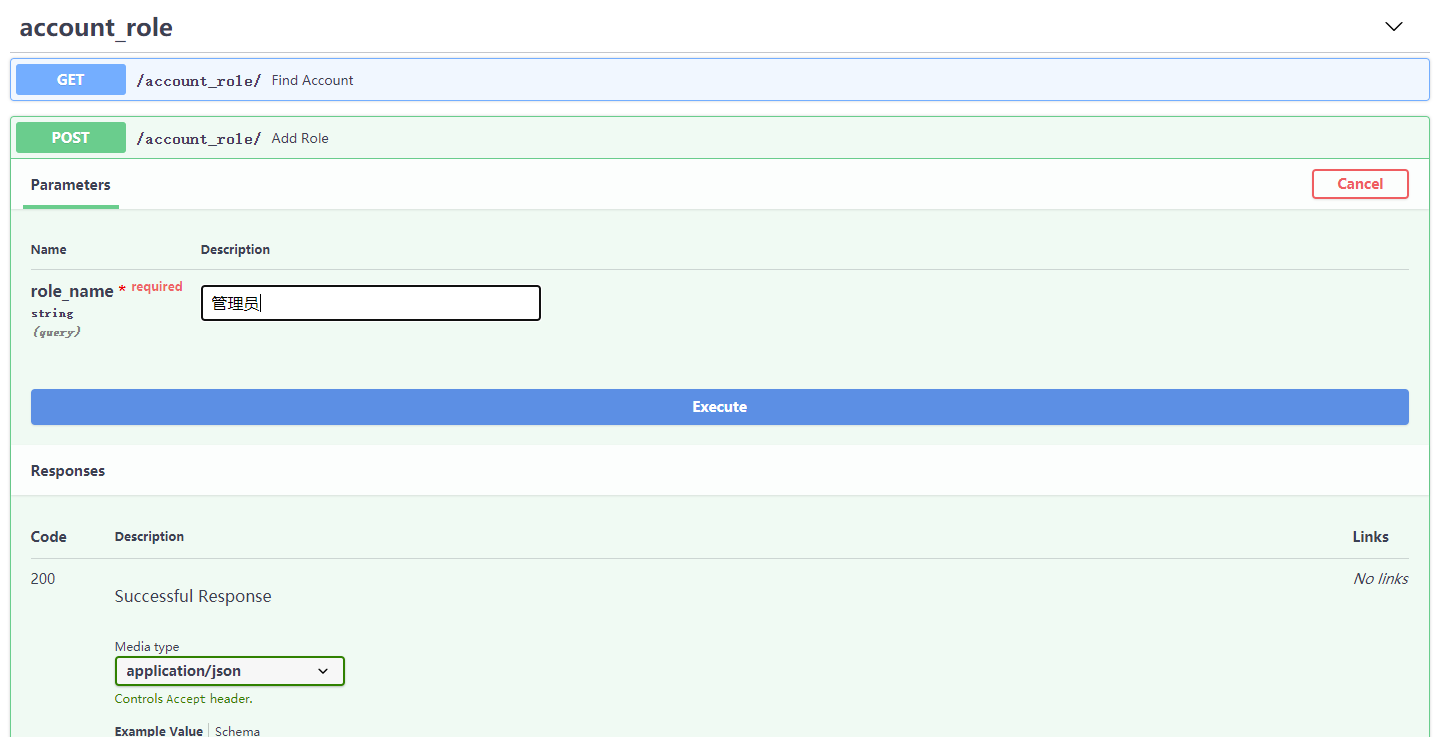 account_role
GET /account_role/ Find Account
POST /account_role/ Add Role
Parameters Cancel
Name Description
role_name * required 管理员
string
(query)
Execute
Responses
Code Description Links
200 Successful Response No links
Media type
application/json
Controls Accept header.
Example Value Schema